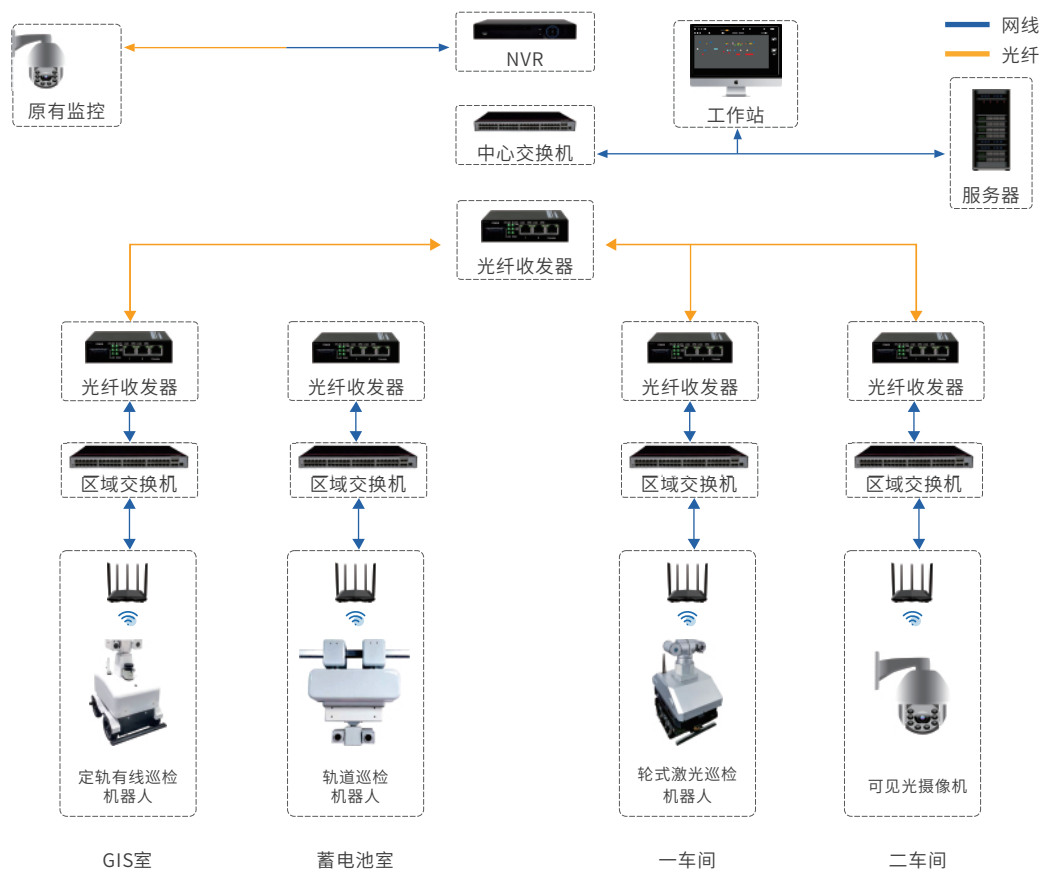 网线
光纤
原有监控
NVR
工作站
中心交换机
服务器
光纤收发器
光纤收发器
光纤收发器
光纤收发器
光纤收发器
区域交换机
区域交换机
区域交换机
区域交换机
定轨有线巡检
机器人
轨道巡检
机器人
轮式激光巡检
机器人
可见光摄像机
GIS室
蓄电池室
一车间
二车间